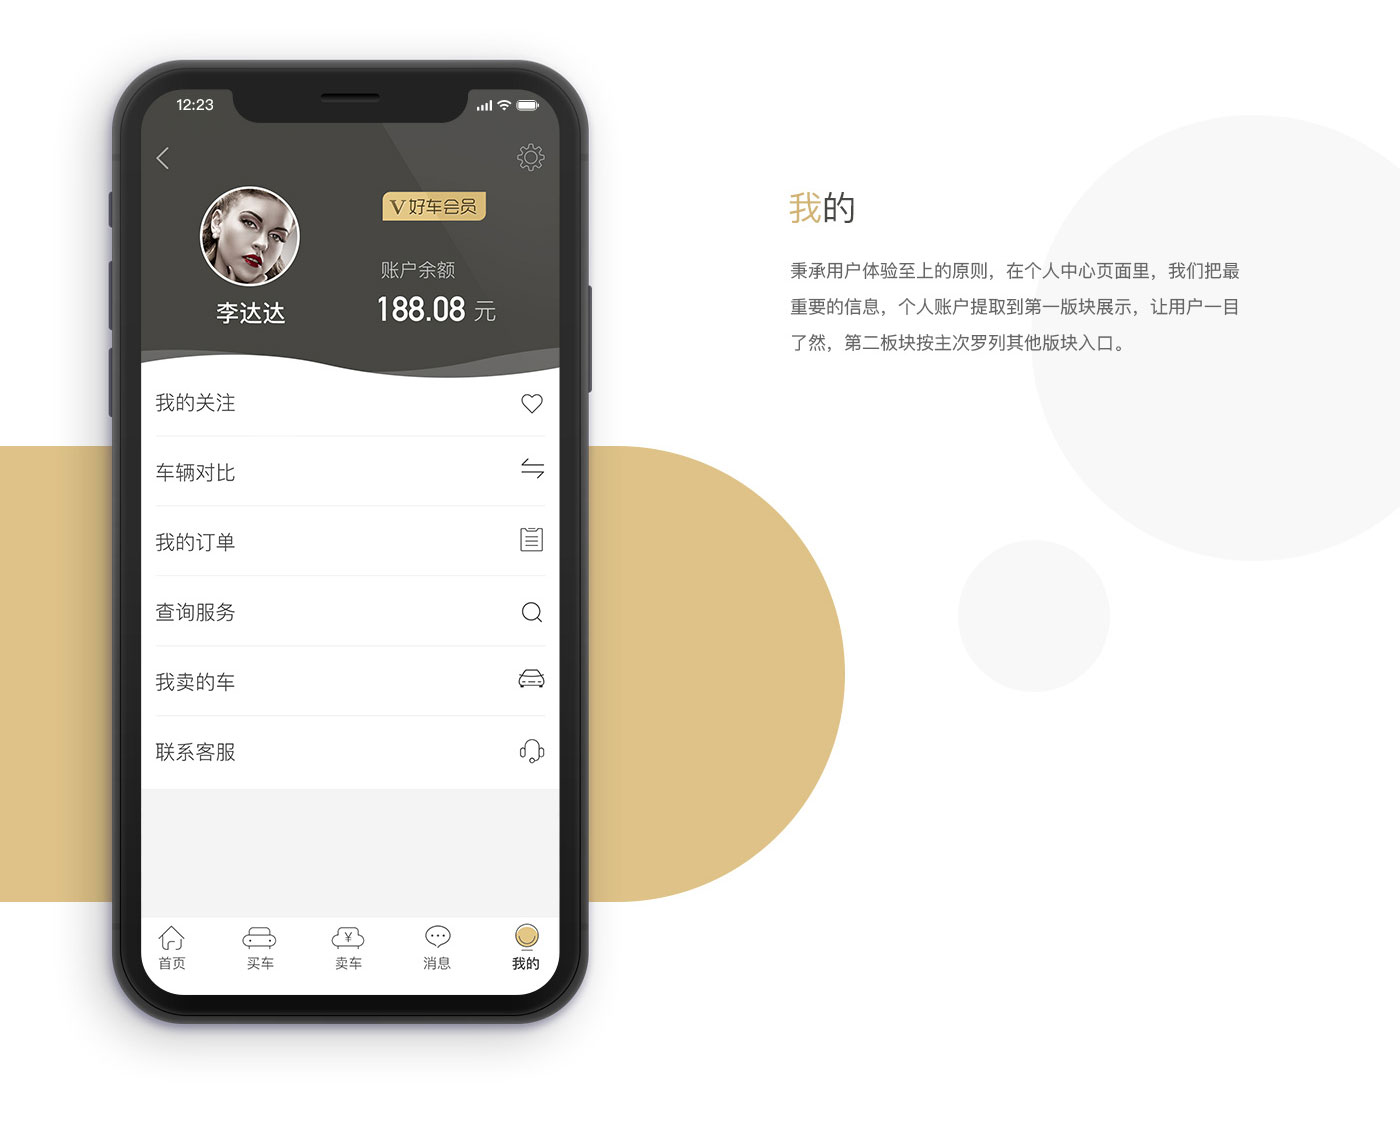 12:23
V好车会员
账户余额
李达达
188.08 元
我的关注
车辆对比
我的订单
查询服务
我卖的车
联系客服
首页
买车
¥
卖车
消息
我的
我的
秉承用户体验至上的原则，在个人中心页面里，我们把最
重要的信息，个人账户提取到第一版块展示，让用户一目
了然，第二板块按主次罗列其他版块入口。